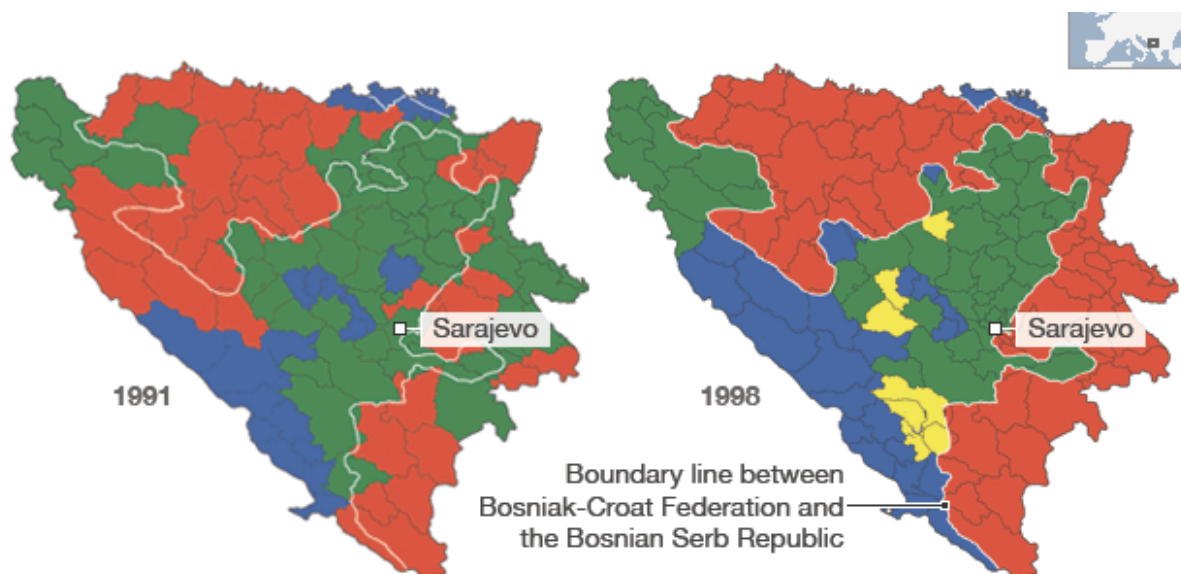 Sarajevo
1991
Sarajevo
1998
Boundary line between
Bosniak-Croat Federation and
the Bosnian Serb Republic